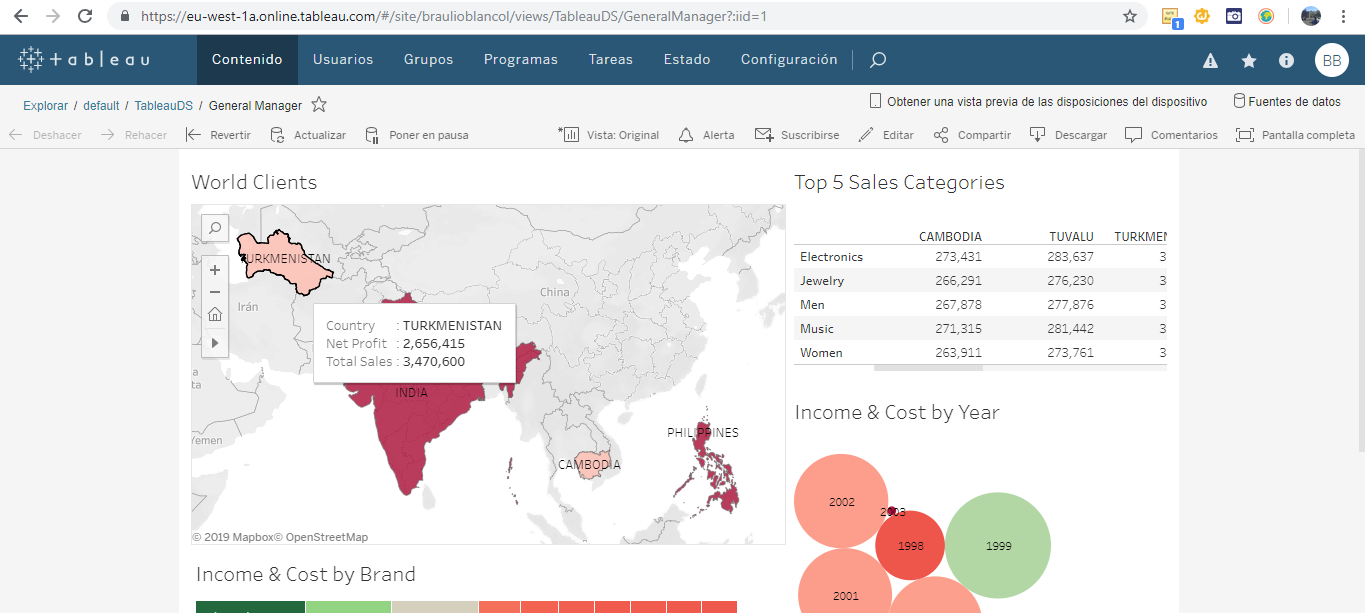 https://eu-west-1a.online.tableau.com/#/site/braulioblancol/views/TableauDS/GeneralManager?:iid=1
1
+ableau
Contenido Usuarios Grupos Programas Tareas Estado Configuración
BB
Explorar / default / TableauDS / General Manager
Obtener una vista previa de las disposiciones del dispositivo
Fuentes de datos
Deshacer Rehacer Revertir Actualizar Poner en pausa
Vista: Original Alerta Suscribirse Editar Compartir Descargar Comentarios Pantalla completa
World Clients
URKMENISTAN
Irán
China
Country : TURKMENISTAN
Net Profit : 2,656,415
Total Sales : 3,470,600
INDIA
PHILIPPINES
CAMBODIA
Yemen
© 2019 Mapbox© OpenStreetMap
Top 5 Sales Categories
CAMBODIA TUVALU TURKMEN
Electronics 273,431 283,637 3
Jewelry 266,291 276,230 3
Men 267,878 277,876 3
Music 271,315 281,442 3
Women 263,911 273,761 3
Income & Cost by Year
2002
2003
1998
1999
2001
Income & Cost by Brand